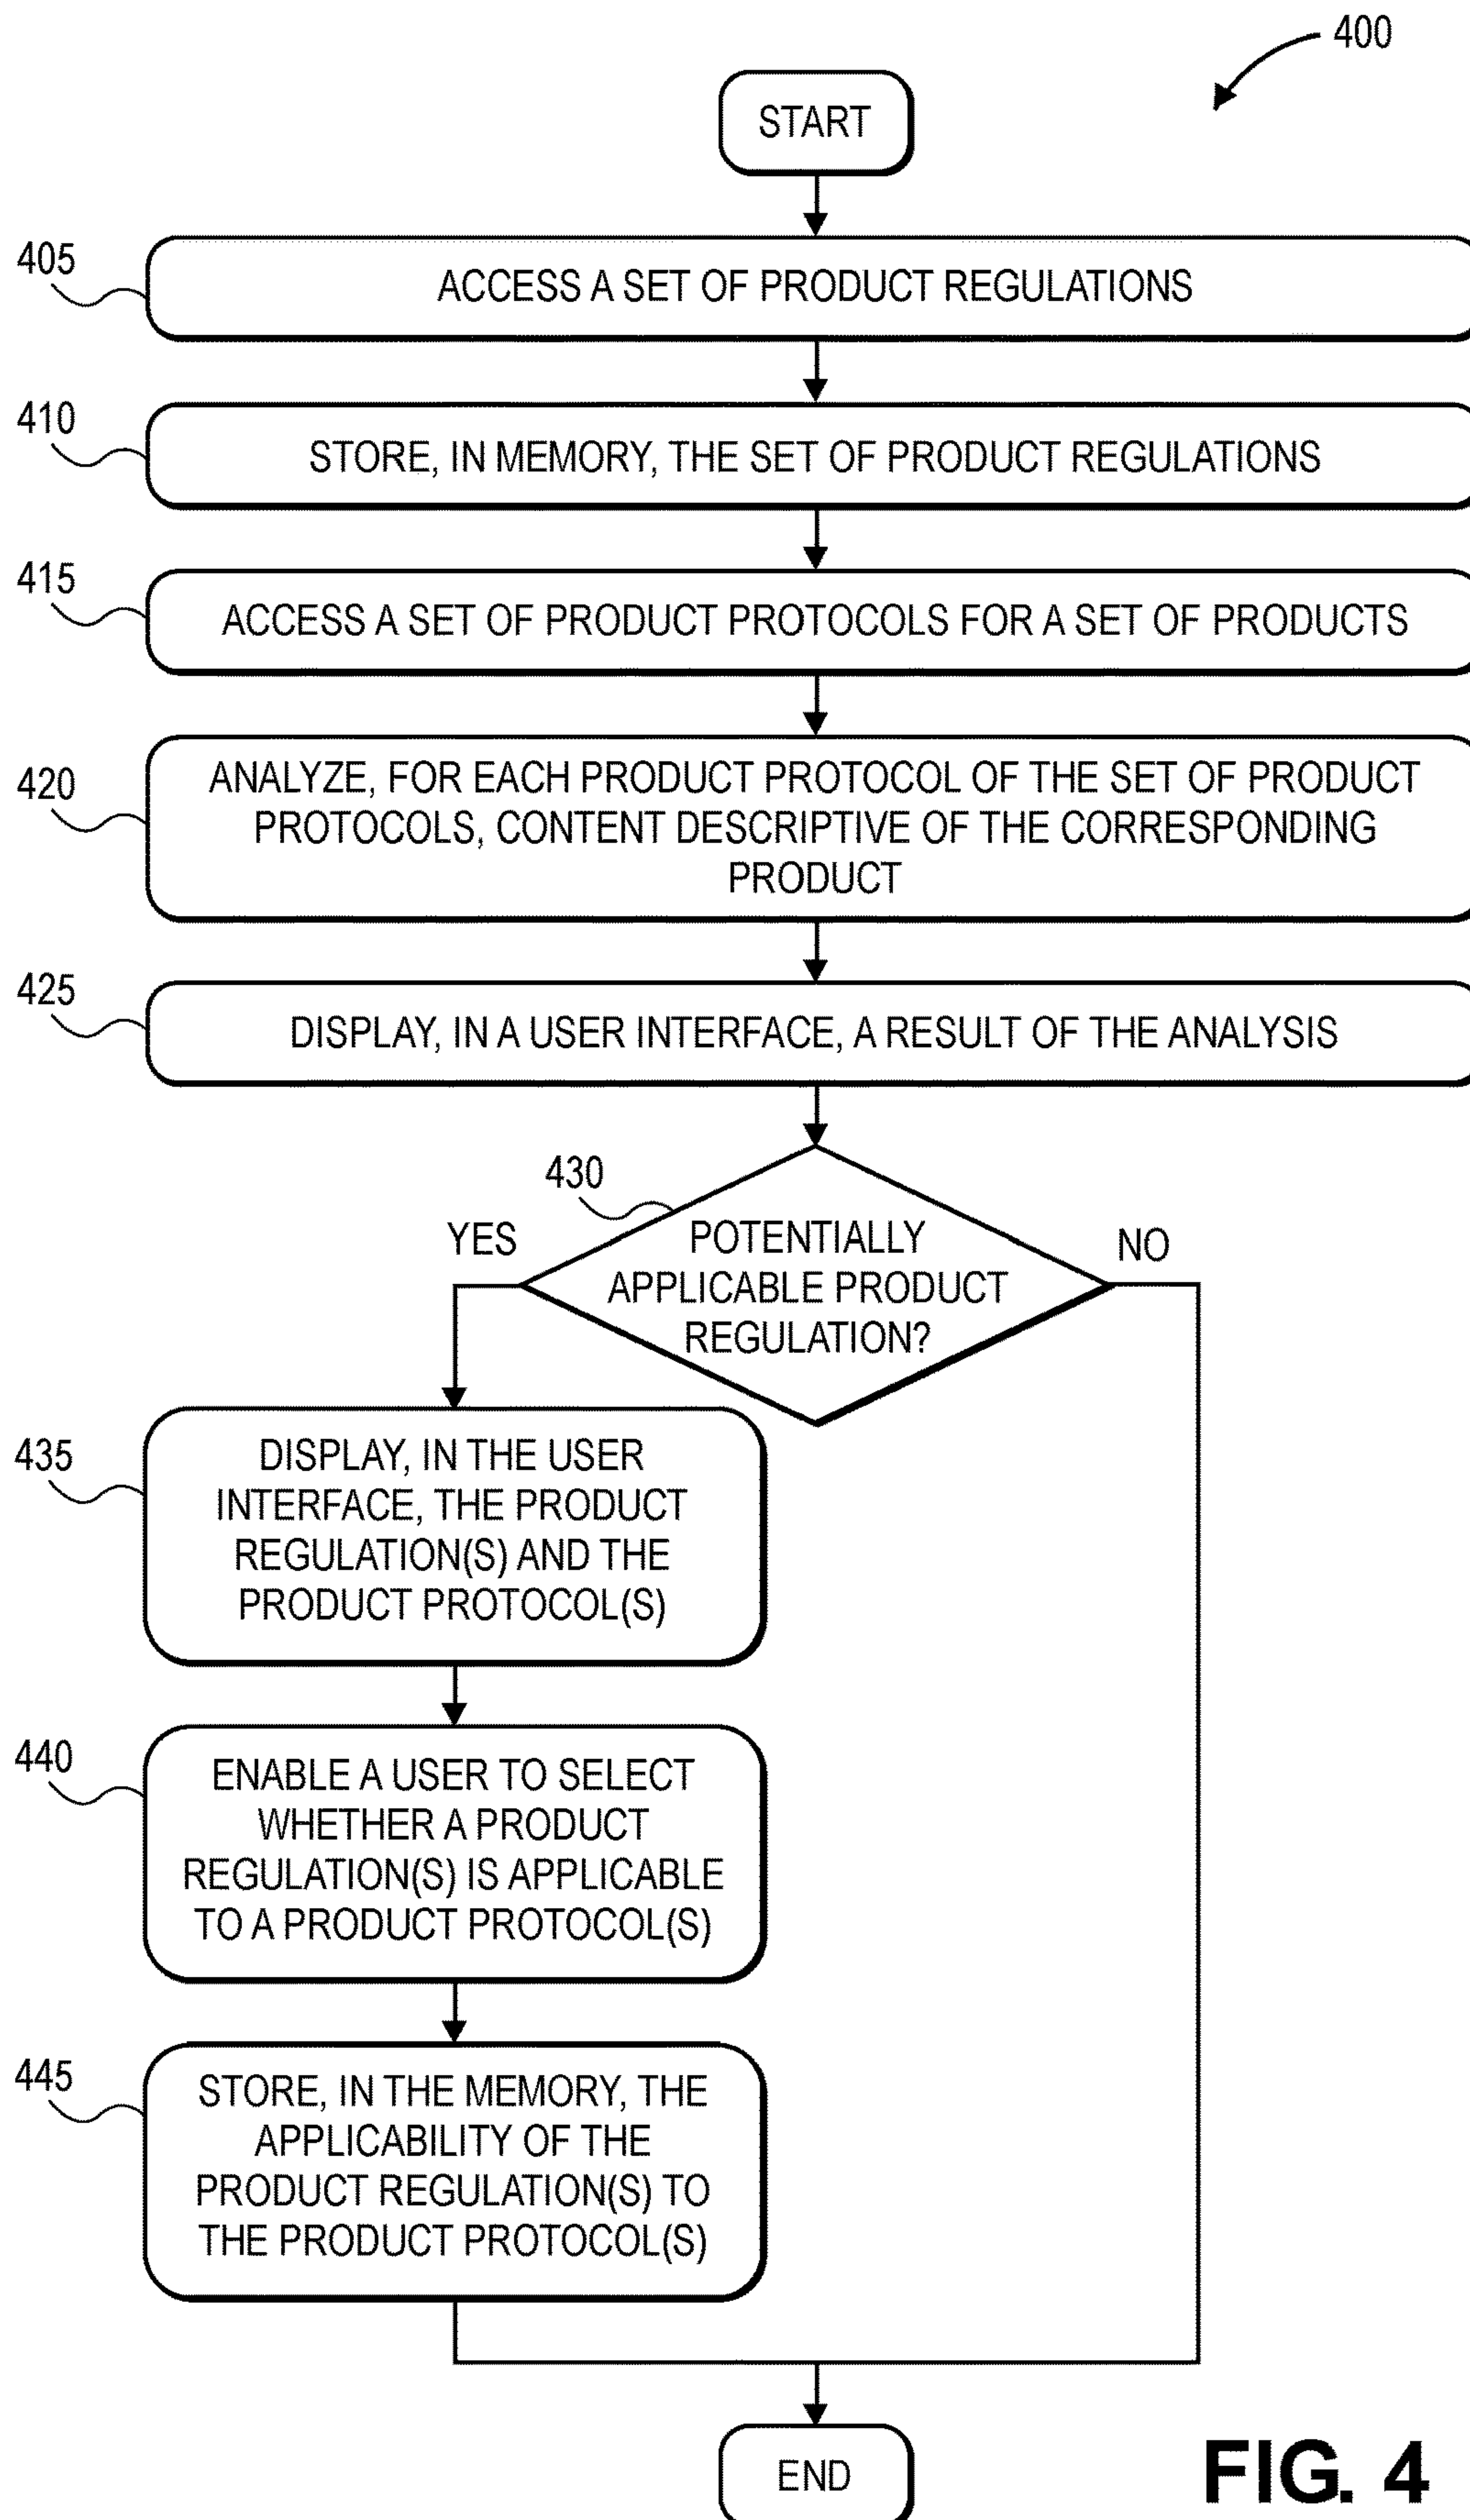 400
START
405
ACCESS A SET OF PRODUCT REGULATIONS
410
STORE, IN MEMORY, THE SET OF PRODUCT REGULATIONS
415
ACCESS A SET OF PRODUCT PROTOCOLS FOR A SET OF PRODUCTS
420
ANALYZE, FOR EACH PRODUCT PROTOCOL OF THE SET OF PRODUCT
PROTOCOLS, CONTENT DESCRIPTIVE OF THE CORRESPONDING
PRODUCT
425
DISPLAY, IN A USER INTERFACE, A RESULT OF THE ANALYSIS
430
YES
POTENTIALLY
APPLICABLE PRODUCT
REGULATION?
NO
435
DISPLAY, IN THE USER
INTERFACE, THE PRODUCT
REGULATION(S) AND THE
PRODUCT PROTOCOL(S)
440
ENABLE A USER TO SELECT
WHETHER A PRODUCT
REGULATION(S) IS APPLICABLE
TO A PRODUCT PROTOCOL(S)
445
STORE, IN THE MEMORY, THE
APPLICABILITY OF THE
PRODUCT REGULATION(S) TO
THE PRODUCT PROTOCOL(S)
END
FIG. 4